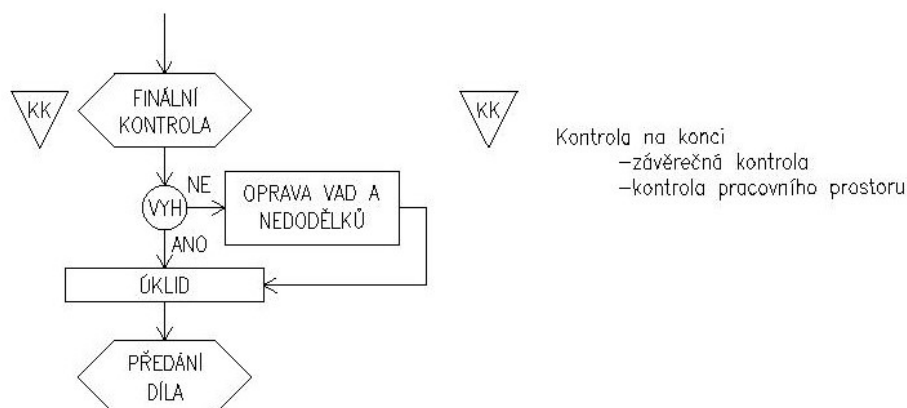 KK
FINÁLNÍ
KONTROLA
VYH
NE
OPRAVA VAD A
NEDODĚLKŮ
ANO
ÚKLID
PŘEDÁNÍ
DÍLA
KK
Kontrola na konci
-závěrečná kontrola
-kontrola pracovního prostoru